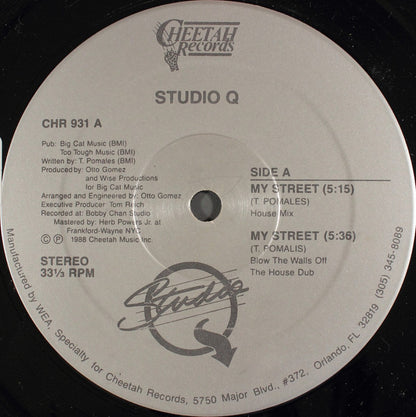 CHEETAH
Records
STUDIO Q
CHR 931 A
Pub: Big Cat Music (BMI)
Too Tough Music (BMI)
Written by: T. Pomales (BMI)
Produced by: Otto Gomez
and Wise Productions
for Big Cat Music
Arranged and Engineered by: Otto Gomez
Executive Producer: Tom Reich
Recorded at: Bobby Chan Studio
Mastered by: Herb Powers Jr. at
Frankford-Wayne NYC
© ℗ 1988 Cheetah Music Inc.
STEREO
33⅓ RPM
SIDE A
MY STREET (5:15)
(T. POMALES)
House Mix
MY STREET (5:36)
(T. POMALIS)
Blow The Walls Off
The House Dub
Studio Q
Manufactured by WEA. Specially for Cheetah Records, 5750 Major Blvd., #372, Orlando, FL 32819 (305) 345-8089